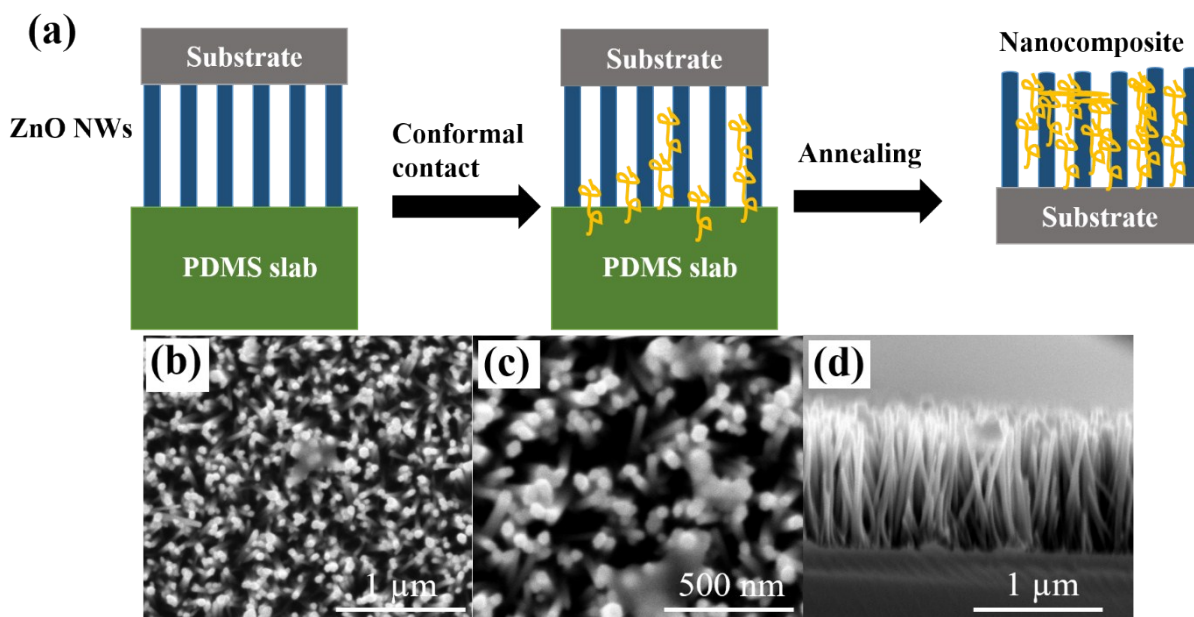 (a)
Substrate
ZnO NWs
PDMS slab
Conformal
contact
Substrate
PDMS slab
Annealing
Nanocomposite
Substrate
(b)
1 µm
(c)
500 nm
(d)
1 µm